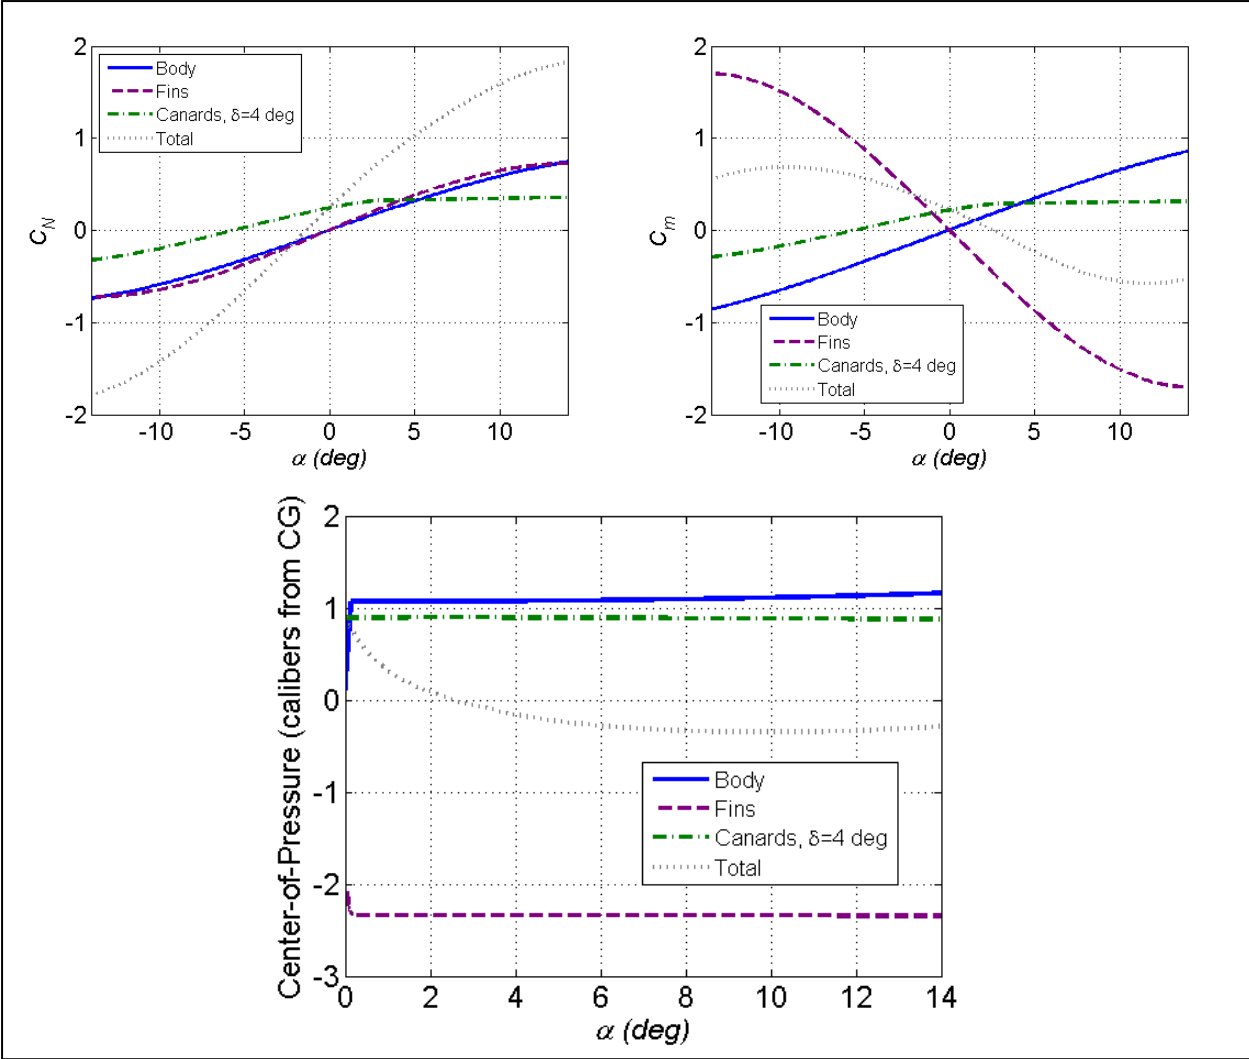 2
1
0
-1
-2
C_N
Body
Fins
Canards, δ=4 deg
Total
-10
-5
0
5
10
α (deg)
2
1
0
-1
-2
C_m
Body
Fins
Canards, δ=4 deg
Total
-10
-5
0
5
10
α (deg)
Center-of-Pressure (calibers from CG)
2
1
0
-1
-2
-3
Body
Fins
Canards, δ=4 deg
Total
0
2
4
6
8
10
12
14
α (deg)